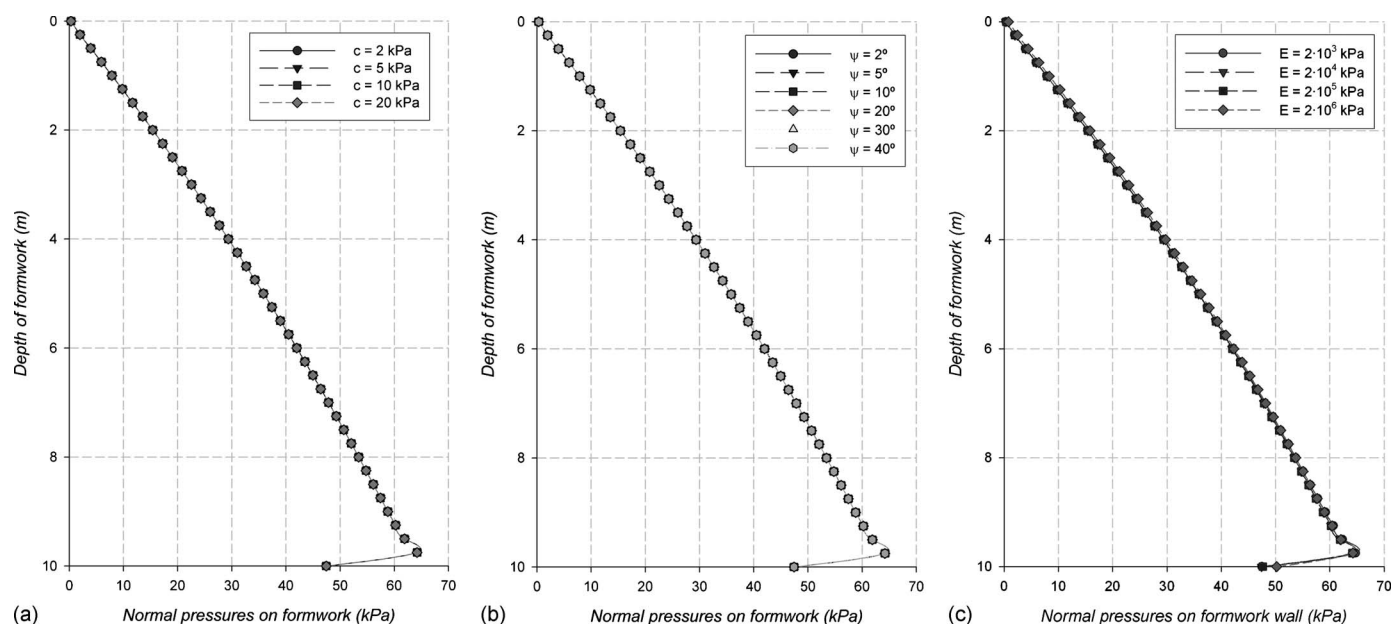 0
2
4
6
8
10
Depth of formwork (m)
c = 2 kPa
c = 5 kPa
c = 10 kPa
c = 20 kPa
0 10 20 30 40 50 60 70
(a) Normal pressures on formwork (kPa)
0
2
4
6
8
10
Depth of formwork (m)
ψ = 2º
ψ = 5º
ψ = 10º
ψ = 20º
ψ = 30º
ψ = 40º
0 10 20 30 40 50 60 70
(b) Normal pressures on formwork (kPa)
0
2
4
6
8
10
Depth of formwork (m)
E = 2·10³ kPa
E = 2·10⁴ kPa
E = 2·10⁵ kPa
E = 2·10⁶ kPa
0 10 20 30 40 50 60 70
(c) Normal pressures on formwork wall (kPa)